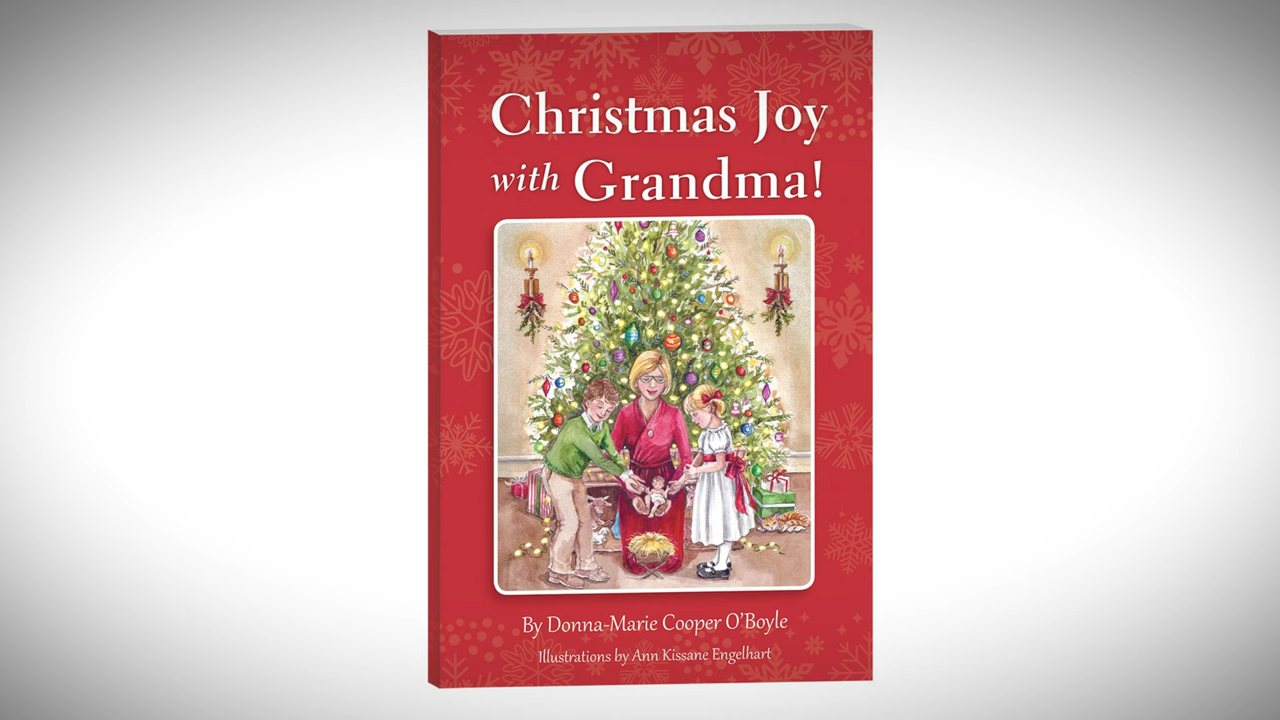 Christmas Joy
with Grandma!
By Donna-Marie Cooper O'Boyle
Illustrations by Ann Kissane Engelhart